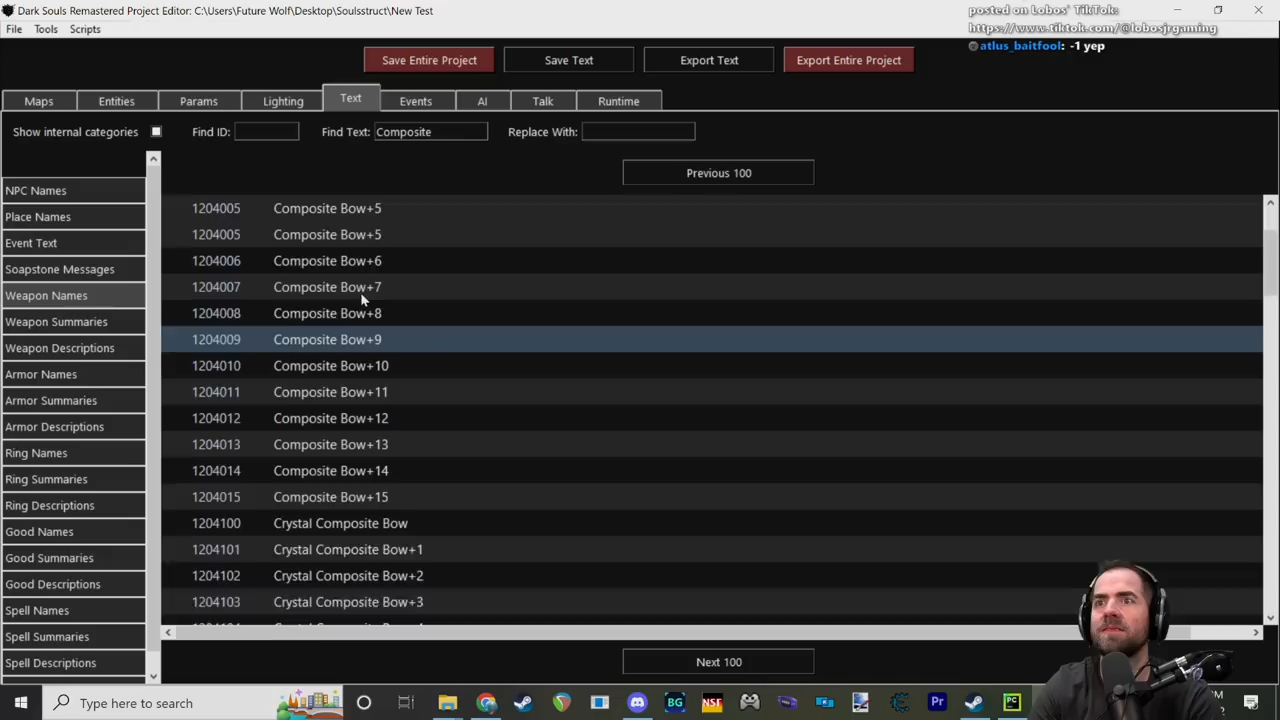 Dark Souls Remastered Project Editor: C:\Users\Future Wolf\Desktop\Soulsstruct\New Test
posted on Lobos' TikTok:
https://www.tiktok.com/@lobosjrgaming
atlus_baitfool: -1 yep
File Tools Scripts
Save Entire Project Save Text Export Text Export Entire Project
Maps Entities Params Lighting Text Events AI Talk Runtime
Show internal categories Find ID: Find Text: Composite Replace With:
Previous 100
NPC Names
Place Names
Event Text
Soapstone Messages
Weapon Names
Weapon Summaries
Weapon Descriptions
Armor Names
Armor Summaries
Armor Descriptions
Ring Names
Ring Summaries
Ring Descriptions
Good Names
Good Summaries
Good Descriptions
Spell Names
Spell Summaries
Spell Descriptions
1204005 Composite Bow+5
1204005 Composite Bow+5
1204006 Composite Bow+6
1204007 Composite Bow+7
1204008 Composite Bow+8
1204009 Composite Bow+9
1204010 Composite Bow+10
1204011 Composite Bow+11
1204012 Composite Bow+12
1204013 Composite Bow+13
1204014 Composite Bow+14
1204015 Composite Bow+15
1204100 Crystal Composite Bow
1204101 Crystal Composite Bow+1
1204102 Crystal Composite Bow+2
1204103 Crystal Composite Bow+3
Next 100
Type here to search
BG NSF Pr PC